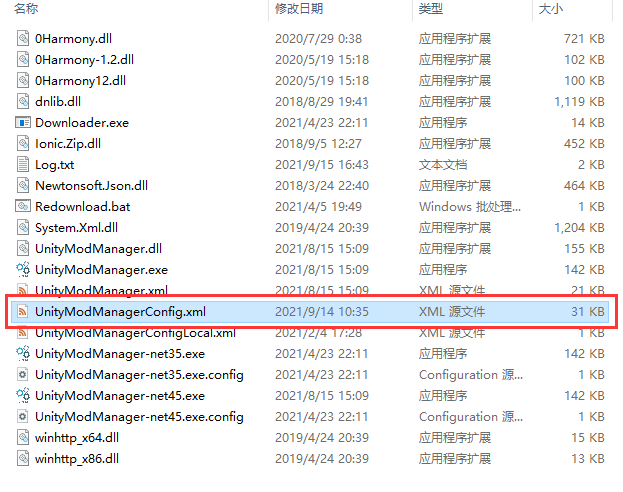 名称 修改日期 类型 大小
0Harmony.dll 2020/7/29 0:38 应用程序扩展 721 KB
0Harmony-1.2.dll 2020/5/19 15:18 应用程序扩展 102 KB
0Harmony12.dll 2020/5/19 15:18 应用程序扩展 100 KB
dnlib.dll 2018/8/29 19:41 应用程序扩展 1,119 KB
Downloader.exe 2021/4/23 22:11 应用程序 14 KB
Ionic.Zip.dll 2018/9/5 12:27 应用程序扩展 452 KB
Log.txt 2021/9/15 16:43 文本文档 2 KB
Newtonsoft.Json.dll 2018/3/24 22:40 应用程序扩展 464 KB
Redownload.bat 2021/4/5 19:49 Windows 批处理... 1 KB
System.Xml.dll 2019/4/24 20:39 应用程序扩展 1,204 KB
UnityModManager.dll 2021/8/15 15:09 应用程序扩展 155 KB
UnityModManager.exe 2021/8/15 15:09 应用程序 142 KB
UnityModManager.xml 2021/8/15 15:09 XML 源文件 21 KB
UnityModManagerConfig.xml 2021/9/14 10:35 XML 源文件 31 KB
UnityModManagerConfigLocal.xml 2021/2/4 17:28 XML 源文件 1 KB
UnityModManager-net35.exe 2021/4/23 22:11 应用程序 142 KB
UnityModManager-net35.exe.config 2021/4/23 22:11 Configuration 源... 1 KB
UnityModManager-net45.exe 2021/8/15 15:09 应用程序 142 KB
UnityModManager-net45.exe.config 2021/4/23 22:11 Configuration 源... 1 KB
winhttp_x64.dll 2019/4/24 20:39 应用程序扩展 15 KB
winhttp_x86.dll 2019/4/24 20:39 应用程序扩展 13 KB